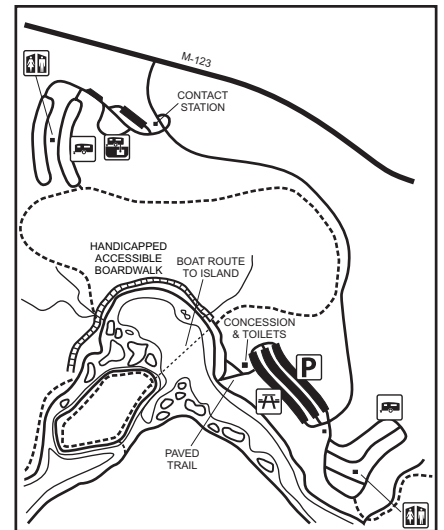 M-123
CONTACT
STATION
HANDICAPPED
ACCESSIBLE
BOARDWALK
BOAT ROUTE
TO ISLAND
CONCESSION
& TOILETS
P
PAVED
TRAIL